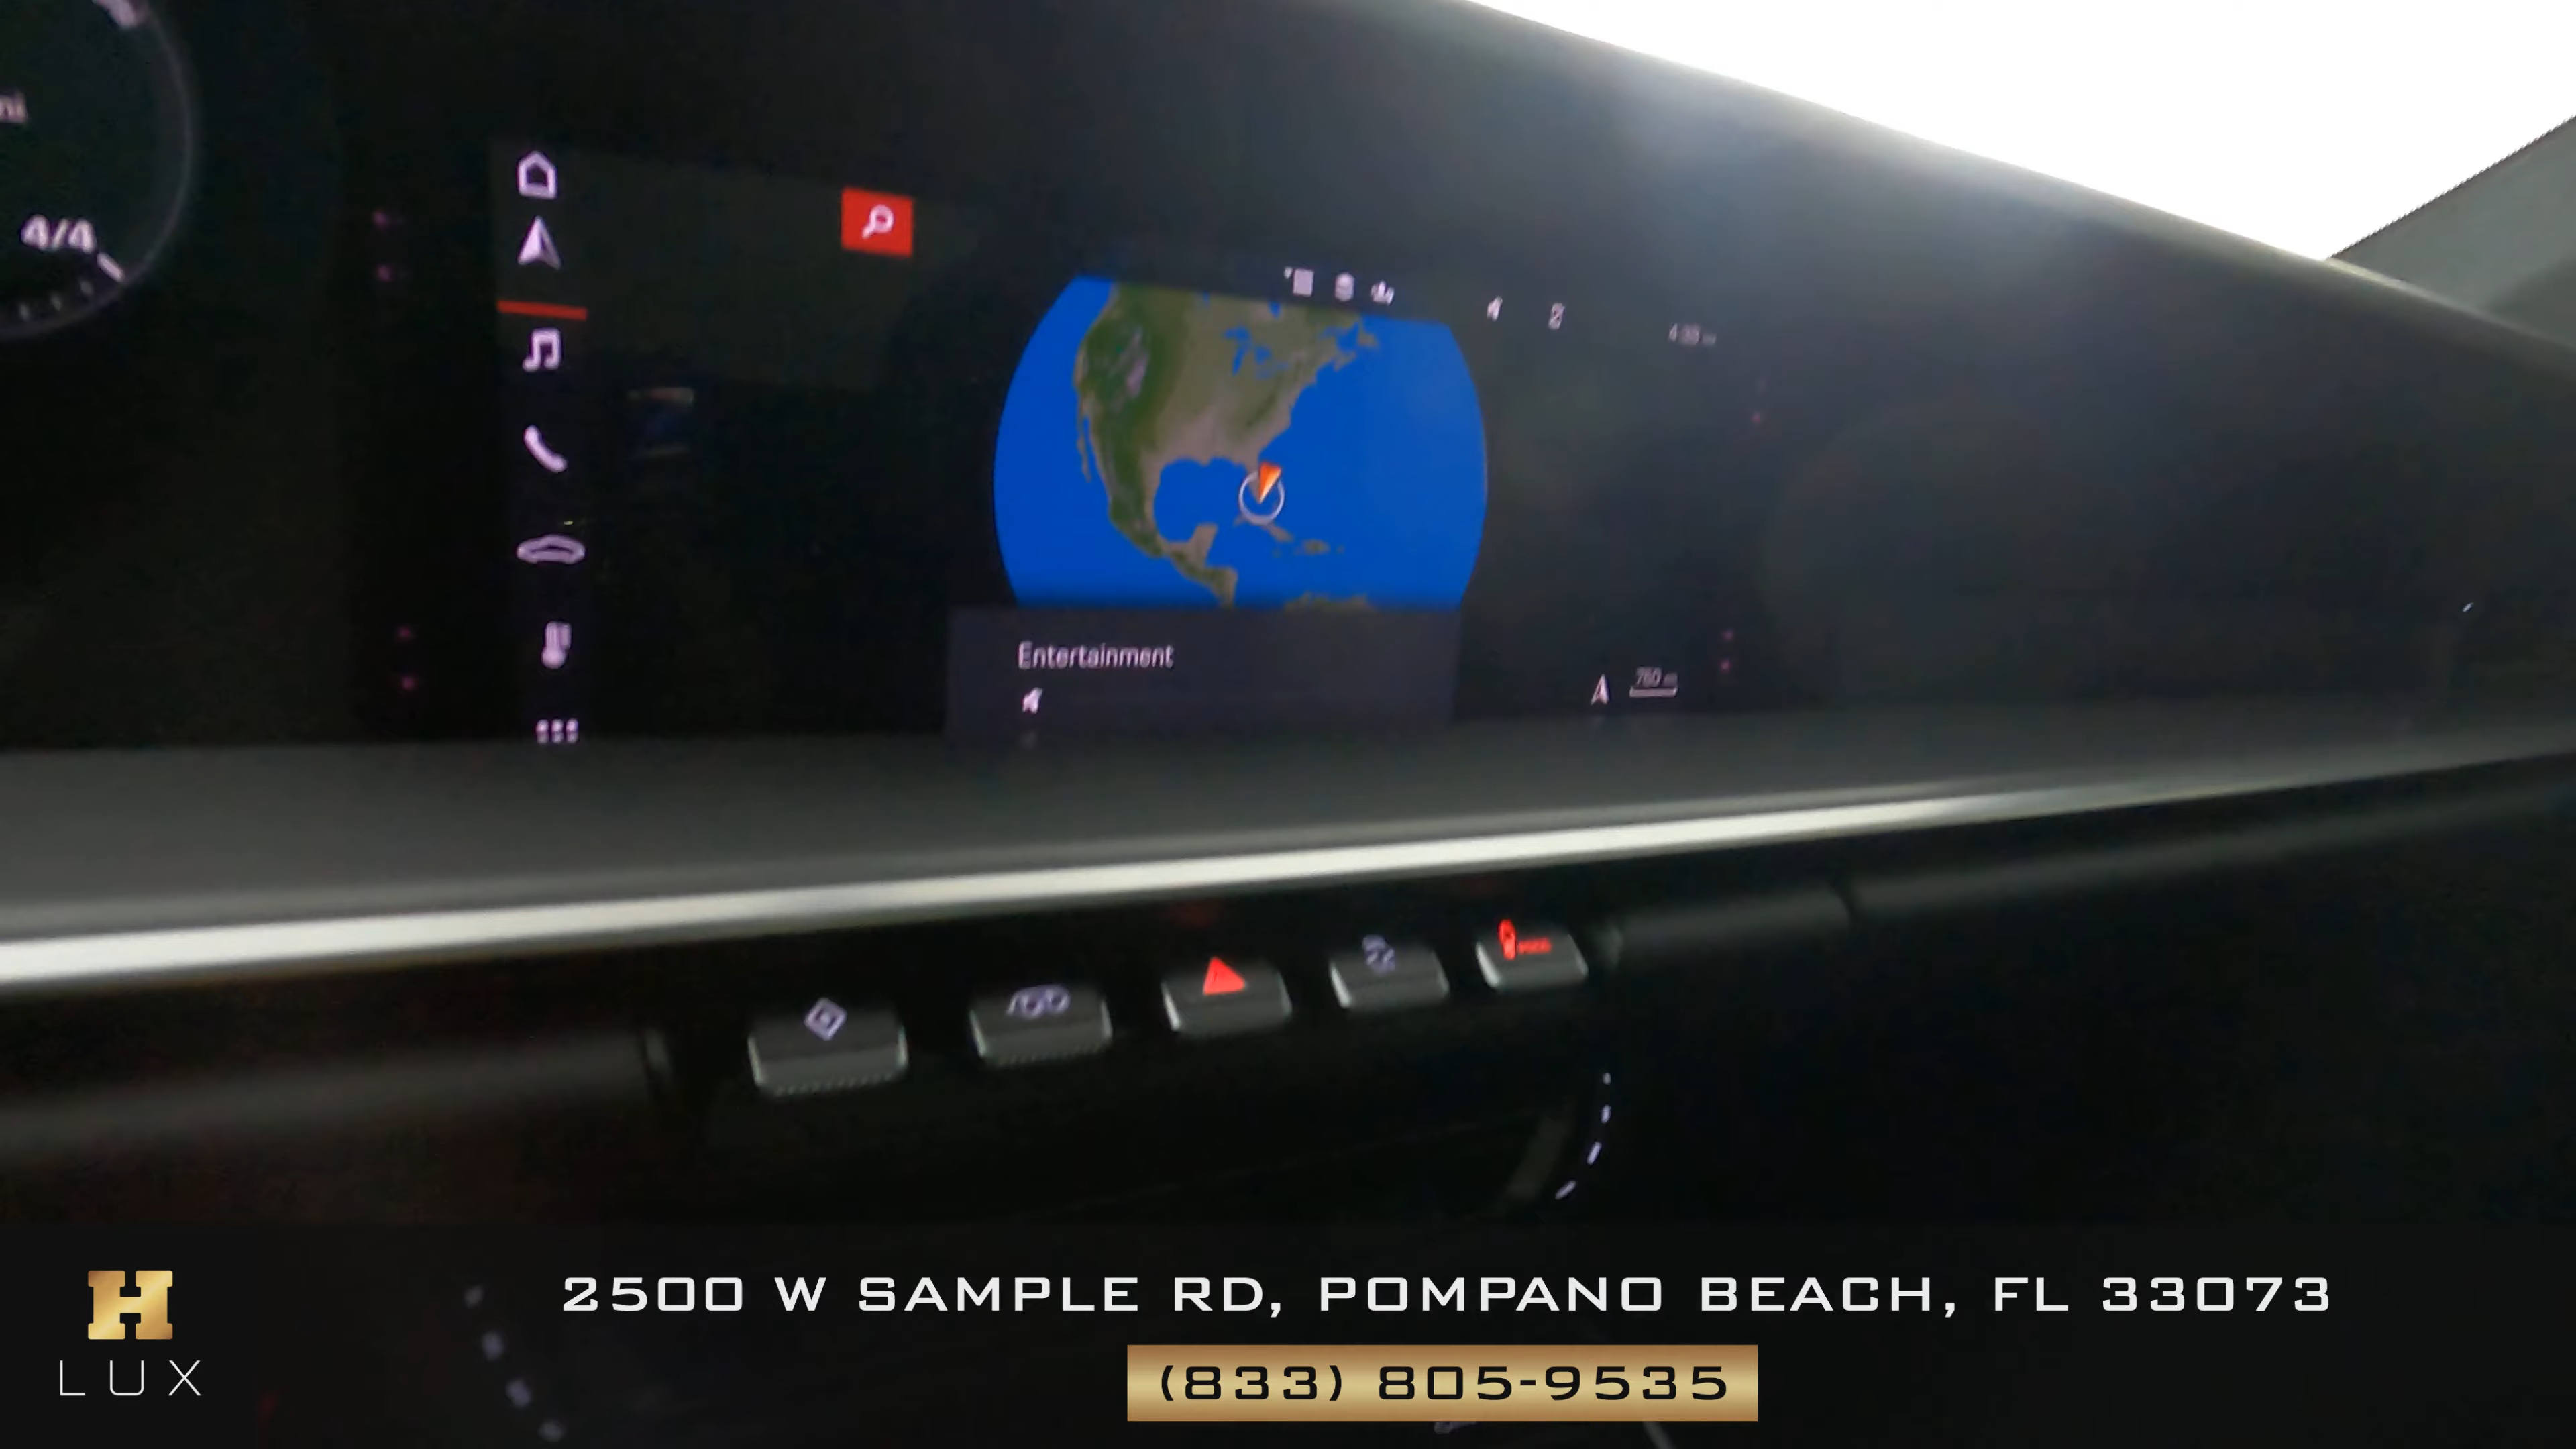 4/4
Entertainment
2500 W SAMPLE RD, POMPANO BEACH, FL 33073
(833) 805-9535
H
LUX